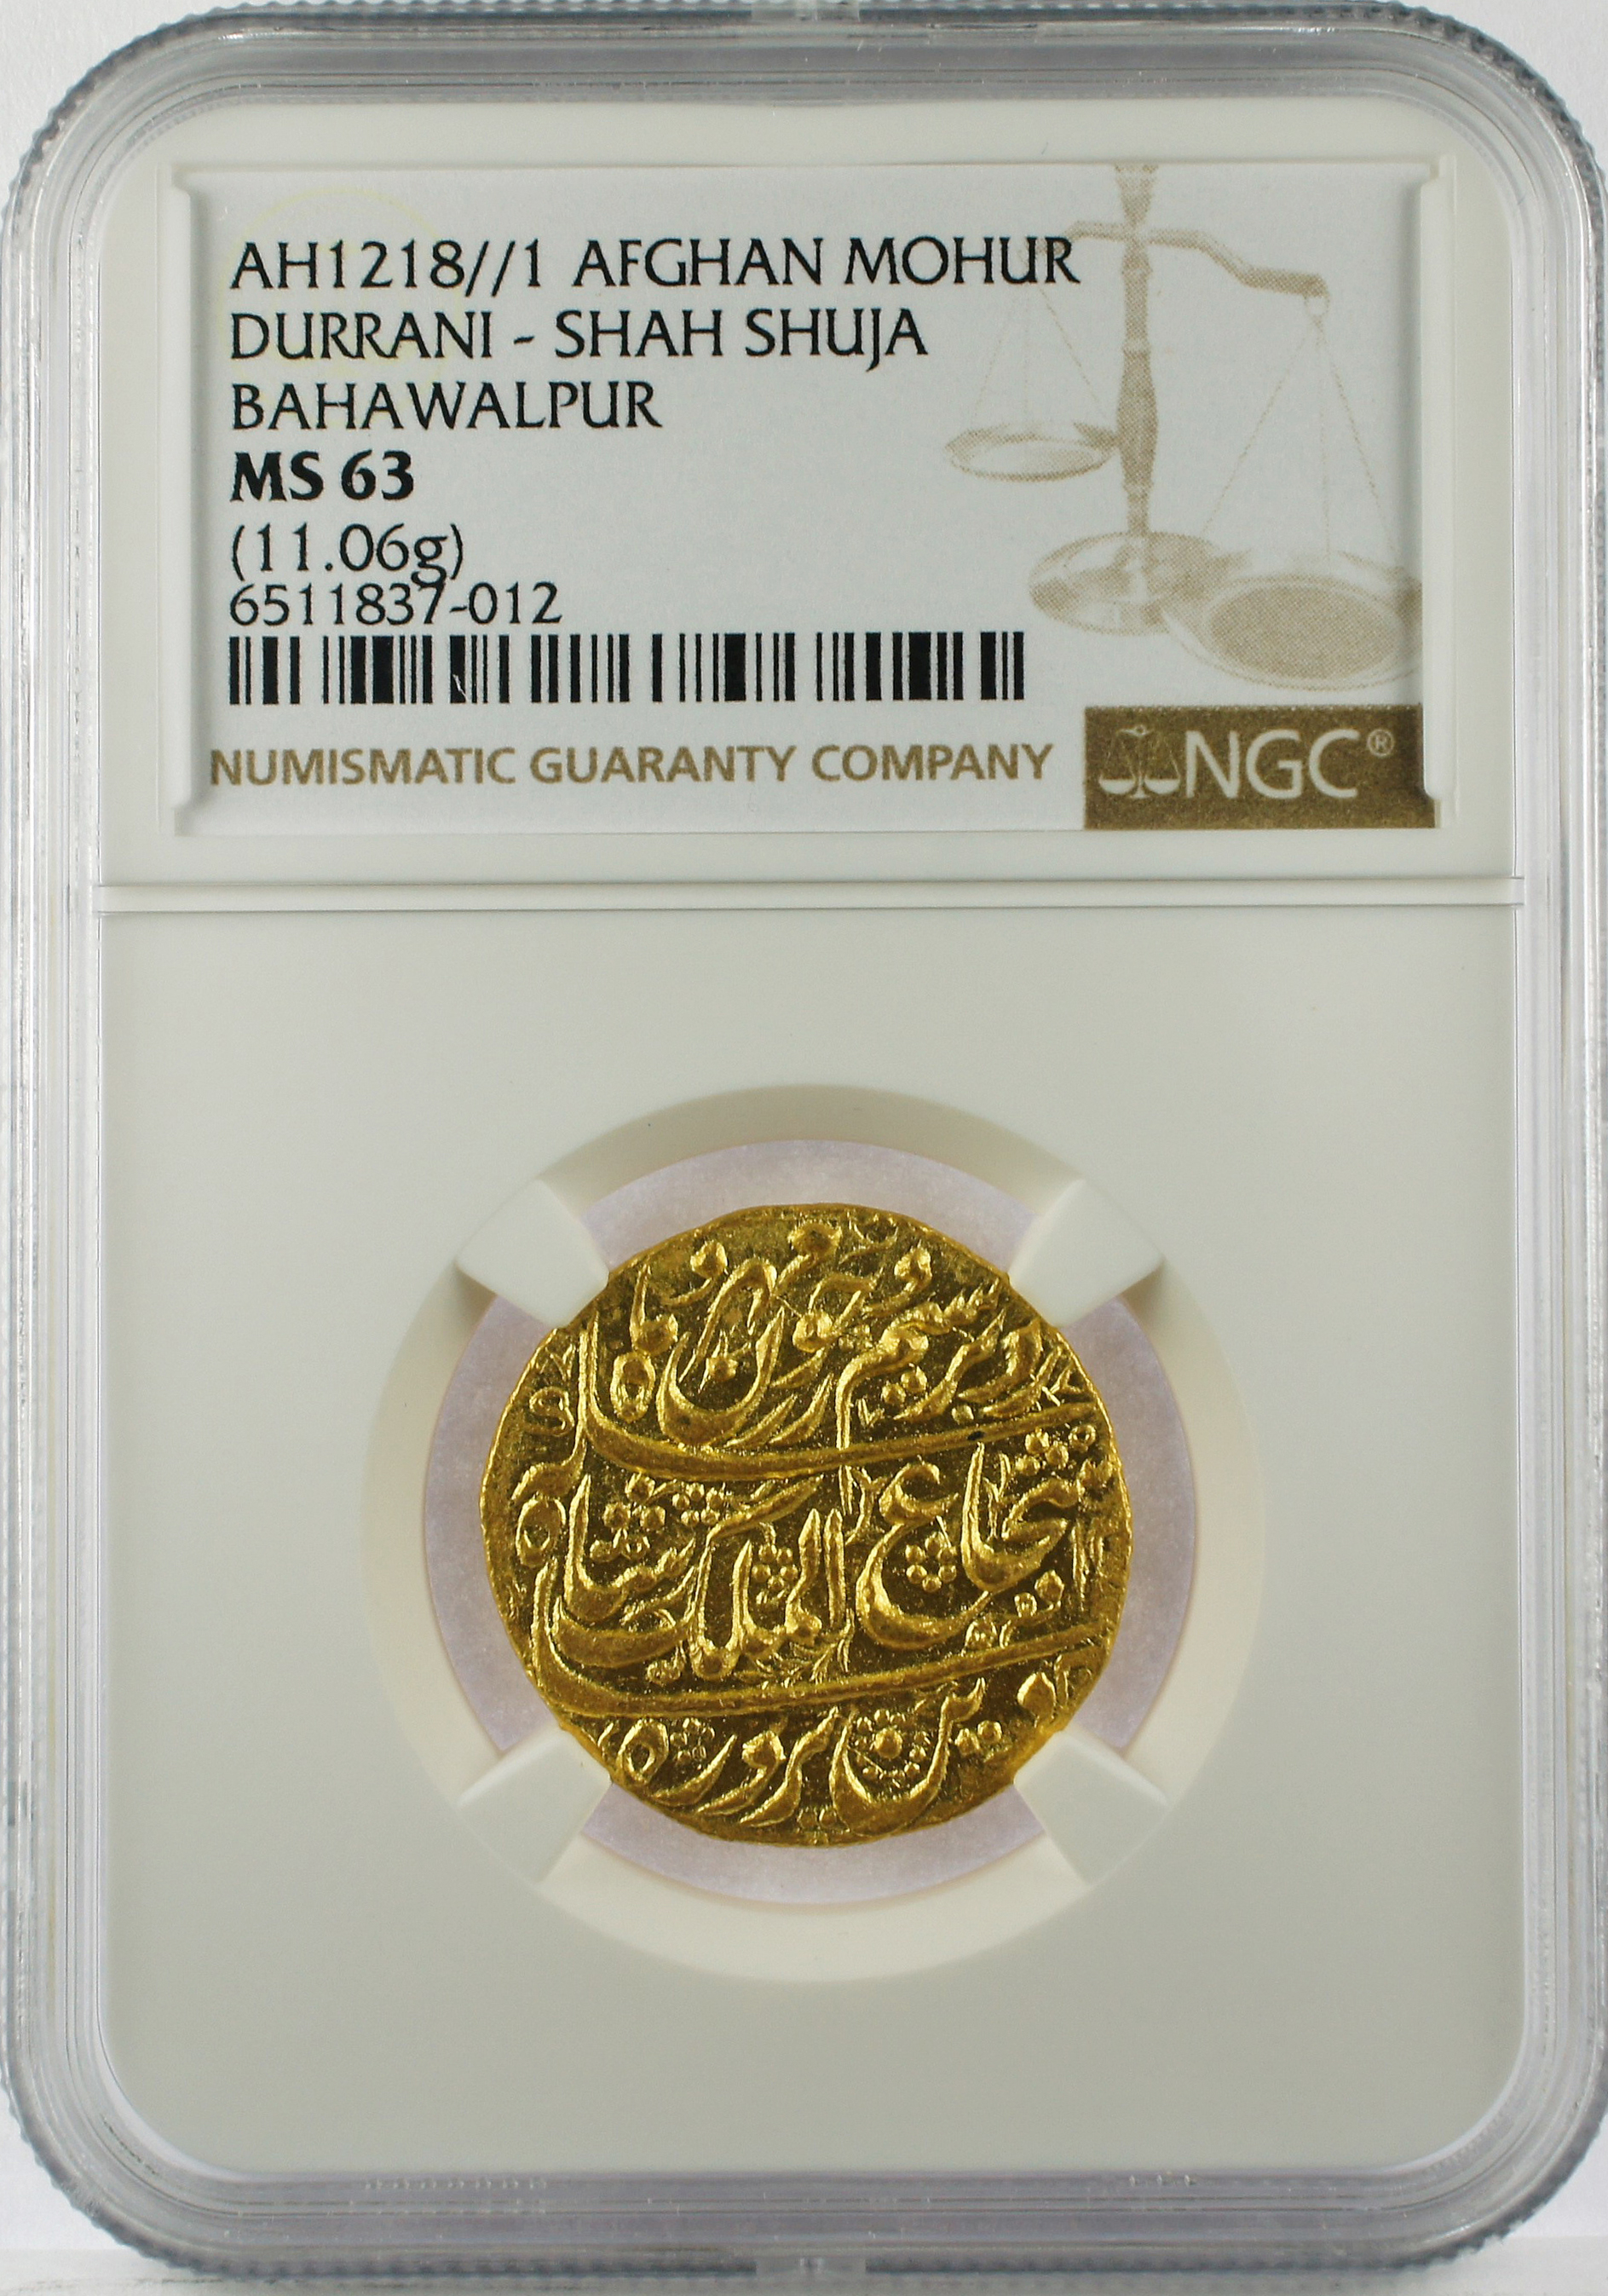 AH1218//1 AFGHAN MOHUR
DURRANI - SHAH SHUJA
BAHAWALPUR
MS 63
(11.06g)
6511837-012
NUMISMATIC GUARANTY COMPANY
NGC®
شجاع الملك شاه